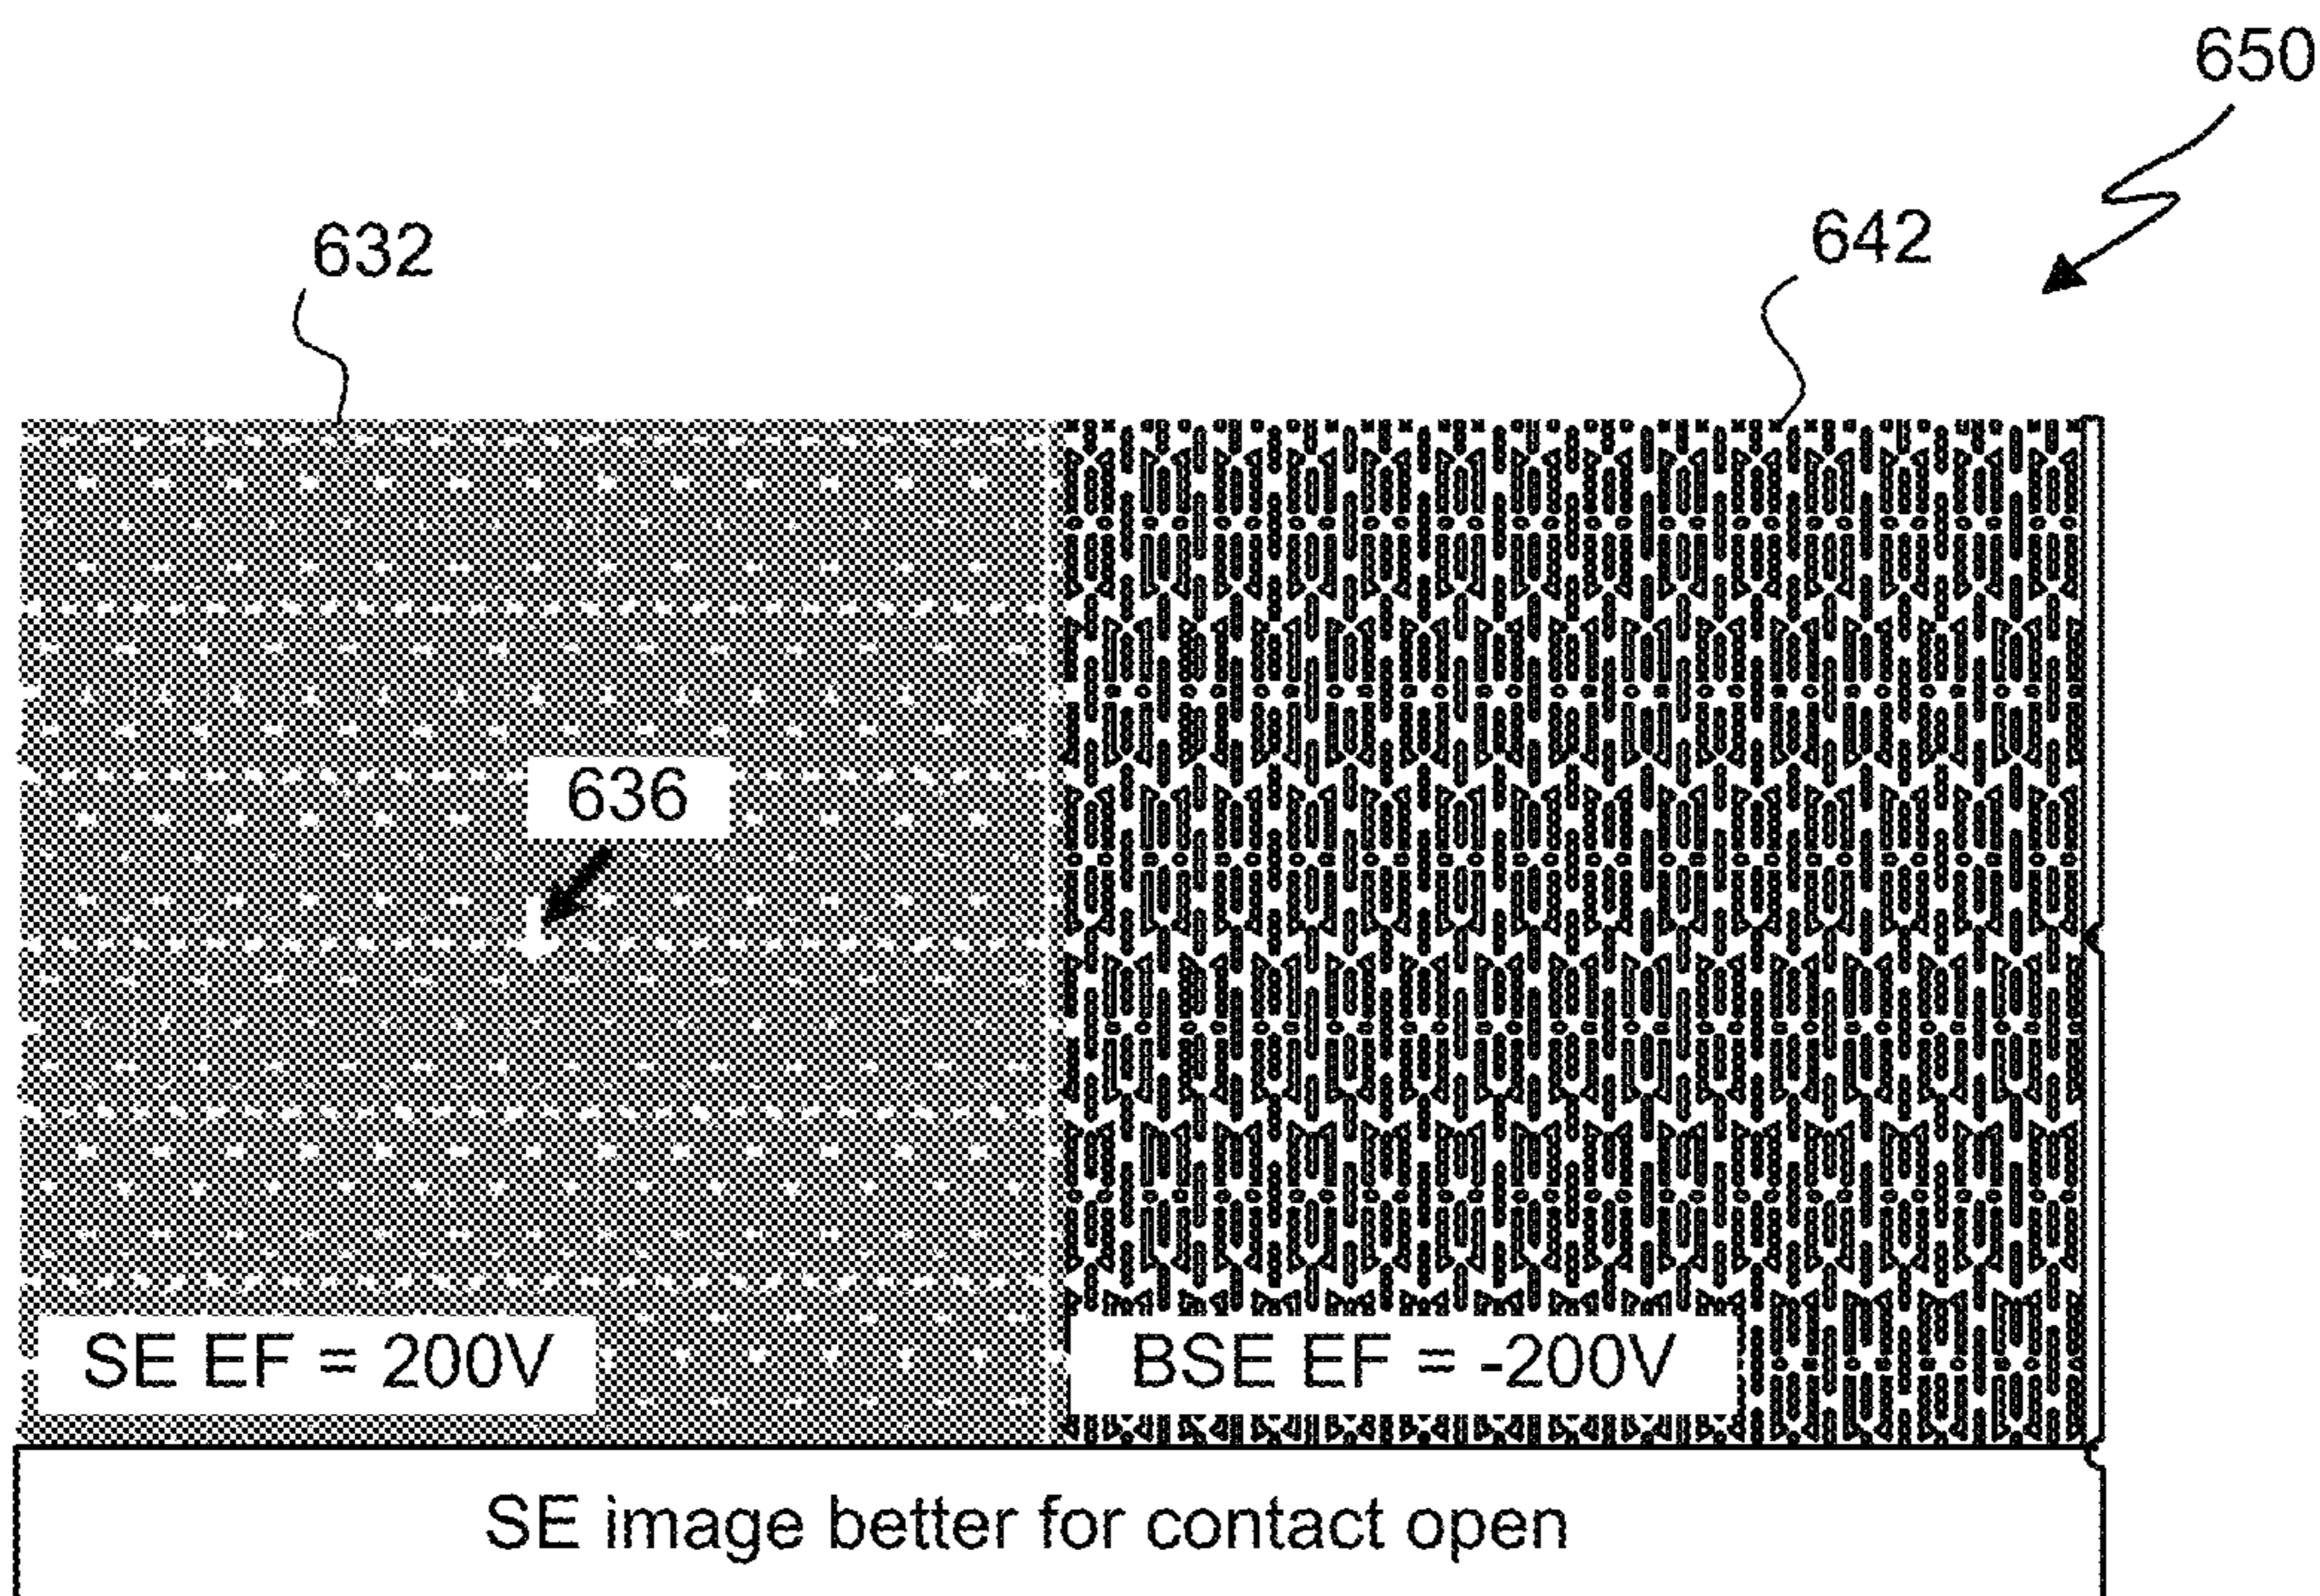 650
632
642
636
SE EF = 200V
BSE EF = -200V
SE image better for contact open